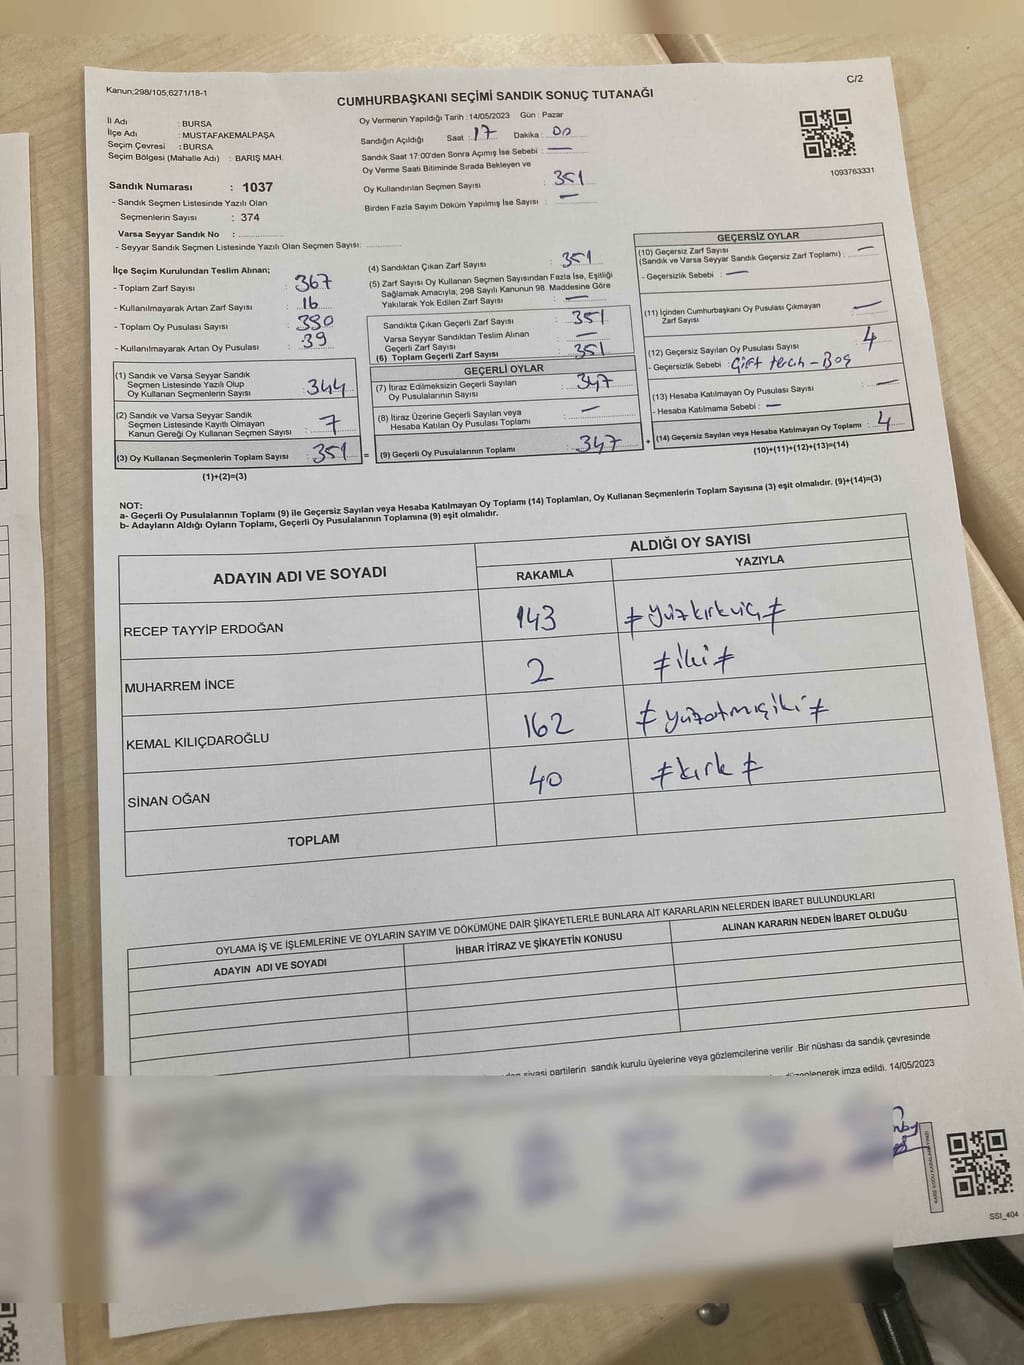 Kanun;298/105,6271/18-1
C/2
CUMHURBAŞKANI SEÇİMİ SANDIK SONUÇ TUTANAĞI
İl Adı : BURSA
İlçe Adı : MUSTAFAKEMALPAŞA
Seçim Çevresi : BURSA
Seçim Bölgesi (Mahalle Adı) : BARIŞ MAH.
Sandık Numarası : 1037
- Sandık Seçmen Listesinde Yazılı Olan
Seçmenlerin Sayısı : 374
Varsa Seyyar Sandık No :
- Seyyar Sandık Seçmen Listesinde Yazılı Olan Seçmen Sayısı:
Oy Vermenin Yapıldığı Tarih :14/05/2023 Gün : Pazar
Sandığın Açıldığı Saat : 17 Dakika : 00
Sandık Saat 17:00'den Sonra Açımış İse Sebebi : —
Oy Verme Saati Bitiminde Sırada Bekleyen ve
Oy Kullandırılan Seçmen Sayısı : 351
Birden Fazla Sayım Döküm Yapılmış İse Sayısı : —
1093763331
İlçe Seçim Kurulundan Teslim Alınan;
- Toplam Zarf Sayısı : 367
- Kullanılmayarak Artan Zarf Sayısı : 16
- Toplam Oy Pusulası Sayısı : 390
- Kullanılmayarak Artan Oy Pusulası : 39
(1) Sandık ve Varsa Seyyar Sandık
Seçmen Listesinde Yazılı Olup
Oy Kullanan Seçmenlerin Sayısı : 344
(2) Sandık ve Varsa Seyyar Sandık
Seçmen Listesinde Kayıtlı Olmayan
Kanun Gereği Oy Kullanan Seçmen Sayısı : 7
(3) Oy Kullanan Seçmenlerin Toplam Sayısı : 351
(1)+(2)=(3)
(4) Sandıktan Çıkan Zarf Sayısı : 351
(5) Zarf Sayısı Oy Kullanan Seçmen Sayısından Fazla İse, Eşitliği
Sağlamak Amacıyla; 298 Sayılı Kanunun 98. Maddesine Göre
Yakılarak Yok Edilen Zarf Sayısı : —
Sandıkta Çıkan Geçerli Zarf Sayısı : 351
Varsa Seyyar Sandıktan Teslim Alınan
Geçerli Zarf Sayısı : —
(6) Toplam Geçerli Zarf Sayısı : 351
GEÇERLİ OYLAR
(7) İtiraz Edilmeksizin Geçerli Sayılan
Oy Pusulalarının Sayısı : 347
(8) İtiraz Üzerine Geçerli Sayılan veya
Hesaba Katılan Oy Pusulası Toplamı : —
= (9) Geçerli Oy Pusulalarının Toplamı : 347
GEÇERSİZ OYLAR
(10) Geçersiz Zarf Sayısı
(Sandık ve Varsa Seyyar Sandık Geçersiz Zarf Toplamı) : —
- Geçersizlik Sebebi : —
(11) İçinden Cumhurbaşkanı Oy Pusulası Çıkmayan
Zarf Sayısı : —
(12) Geçersiz Sayılan Oy Pusulası Sayısı : 4
- Geçersizlik Sebebi : Çift tercih - Boş
(13) Hesaba Katılmayan Oy Pusulası Sayısı : —
- Hesaba Katılmama Sebebi : —
+ (14) Geçersiz Sayılan veya Hesaba Katılmayan Oy Toplamı : 4
(10)+(11)+(12)+(13)=(14)
NOT:
a- Geçerli Oy Pusulalarının Toplamı (9) ile Geçersiz Sayılan veya Hesaba Katılmayan Oy Toplamı (14) Toplamları, Oy Kullanan Seçmenlerin Toplam Sayısına (3) eşit olmalıdır. (9)+(14)=(3)
b- Adayların Aldığı Oyların Toplamı, Geçerli Oy Pusulalarının Toplamına (9) eşit olmalıdır.
ADAYIN ADI VE SOYADI
ALDIĞI OY SAYISI
RAKAMLA YAZIYLA
RECEP TAYYİP ERDOĞAN 143 ≠ yüzkırküç ≠
MUHARREM İNCE 2 ≠ iki ≠
KEMAL KILIÇDAROĞLU 162 ≠ yüzatmışiki ≠
SİNAN OĞAN 40 ≠ kırk ≠
TOPLAM
OYLAMA İŞ VE İŞLEMLERİNE VE OYLARIN SAYIM VE DÖKÜMÜNE DAİR ŞİKAYETLERLE BUNLARA AİT KARARLARIN NELERDEN İBARET BULUNDUKLARI
ADAYIN ADI VE SOYADI İHBAR İTİRAZ VE ŞİKAYETİN KONUSU ALINAN KARARIN NEDEN İBARET OLDUĞU
siyasi partilerin sandık kurulu üyelerine veya gözlemcilerine verilir .Bir nüshası da sandık çevresinde
imza edildi. 14/05/2023
SSI_404